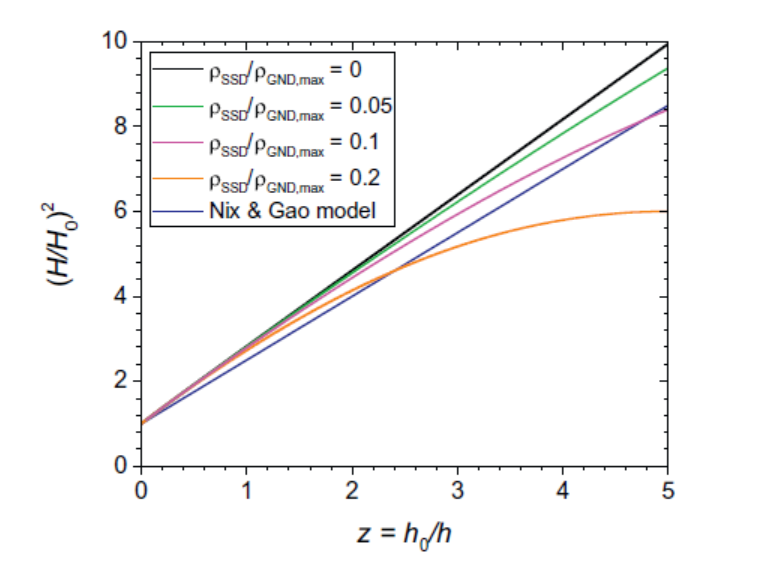 10
8
6
4
2
0
(H/H₀)²
ρSSD/ρGND,max = 0
ρSSD/ρGND,max = 0.05
ρSSD/ρGND,max = 0.1
ρSSD/ρGND,max = 0.2
Nix & Gao model
0 1 2 3 4 5
z = h₀/h